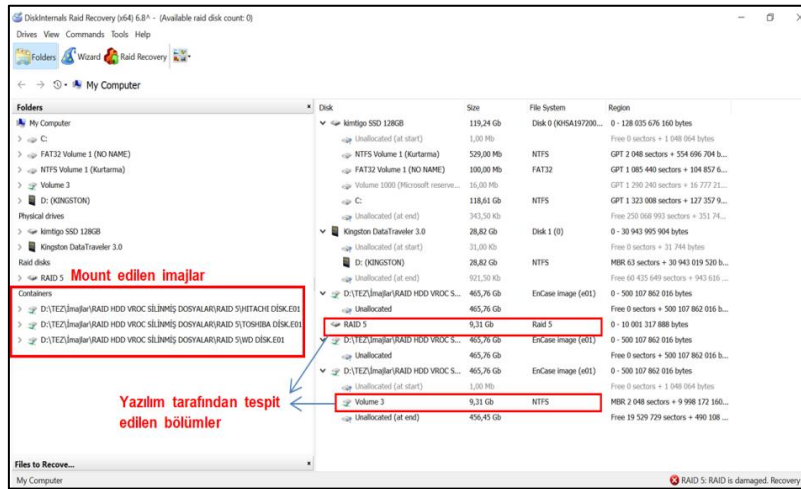 DiskInternals Raid Recovery (x64) 6.8^ - (Available raid disk count: 0)
Drives View Commands Tools Help
Folders Wizard Raid Recovery
My Computer
Folders
My Computer
C:
FAT32 Volume 1 (NO NAME)
NTFS Volume 1 (Kurtarma)
Volume 3
D: (KINGSTON)
Physical drives
kimtigo SSD 128GB
Kingston DataTraveler 3.0
Raid disks
RAID 5
Mount edilen imajlar
Containers
D:\TEZ\İmajlar\RAID HDD VROC SİLİNMİŞ DOSYALAR\RAID 5\HITACHI DİSK.E01
D:\TEZ\İmajlar\RAID HDD VROC SİLİNMİŞ DOSYALAR\RAID 5\TOSHIBA DİSK.E01
D:\TEZ\İmajlar\RAID HDD VROC SİLİNMİŞ DOSYALAR\RAID 5\WD DİSK.E01
Yazılım tarafından tespit
edilen bölümler
Files to Recove...
Disk Size File System Region
kimtigo SSD 128GB 119,24 Gb Disk 0 (KHSA197200... 0 - 128 035 676 160 bytes
Unallocated (at start) 1,00 Mb Free 0 sectors + 1 048 064 bytes
NTFS Volume 1 (Kurtarma) 529,00 Mb NTFS GPT 2 048 sectors + 554 696 704 b...
FAT32 Volume 1 (NO NAME) 100,00 Mb FAT32 GPT 1 085 440 sectors + 104 857 6...
Volume 1000 (Microsoft reserve... 16,00 Mb GPT 1 290 240 sectors + 16 777 21...
C: 118,61 Gb NTFS GPT 1 323 008 sectors + 127 357 9...
Unallocated (at end) 343,50 Kb Free 250 068 993 sectors + 351 74...
Kingston DataTraveler 3.0 28,82 Gb Disk 1 (0) 0 - 30 943 995 904 bytes
Unallocated (at start) 31,00 Kb Free 0 sectors + 31 744 bytes
D: (KINGSTON) 28,82 Gb NTFS MBR 63 sectors + 30 943 019 520 b...
Unallocated (at end) 921,50 Kb Free 60 435 649 sectors + 943 616 ...
D:\TEZ\İmajlar\RAID HDD VROC S... 465,76 Gb EnCase image (e01) 0 - 500 107 862 016 bytes
Unallocated 465,76 Gb Free 0 sectors + 500 107 862 016 b...
RAID 5 9,31 Gb Raid 5 0 - 10 001 317 888 bytes
D:\TEZ\İmajlar\RAID HDD VROC S... 465,76 Gb EnCase image (e01) 0 - 500 107 862 016 bytes
Unallocated 465,76 Gb Free 0 sectors + 500 107 862 016 b...
D:\TEZ\İmajlar\RAID HDD VROC S... 465,76 Gb EnCase image (e01) 0 - 500 107 862 016 bytes
Unallocated (at start) 1,00 Mb Free 0 sectors + 1 048 064 bytes
Volume 3 9,31 Gb NTFS MBR 2 048 sectors + 9 998 172 160...
Unallocated (at end) 456,45 Gb Free 19 529 729 sectors + 490 108 ...
My Computer
RAID 5: RAID is damaged. Recovery